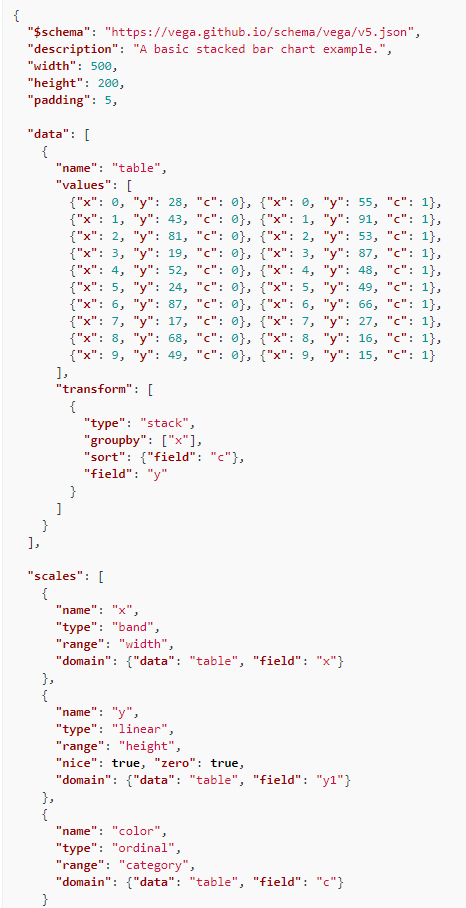 {
  "$schema": "https://vega.github.io/schema/vega/v5.json",
  "description": "A basic stacked bar chart example.",
  "width": 500,
  "height": 200,
  "padding": 5,

  "data": [
    {
      "name": "table",
      "values": [
        {"x": 0, "y": 28, "c": 0}, {"x": 0, "y": 55, "c": 1},
        {"x": 1, "y": 43, "c": 0}, {"x": 1, "y": 91, "c": 1},
        {"x": 2, "y": 81, "c": 0}, {"x": 2, "y": 53, "c": 1},
        {"x": 3, "y": 19, "c": 0}, {"x": 3, "y": 87, "c": 1},
        {"x": 4, "y": 52, "c": 0}, {"x": 4, "y": 48, "c": 1},
        {"x": 5, "y": 24, "c": 0}, {"x": 5, "y": 49, "c": 1},
        {"x": 6, "y": 87, "c": 0}, {"x": 6, "y": 66, "c": 1},
        {"x": 7, "y": 17, "c": 0}, {"x": 7, "y": 27, "c": 1},
        {"x": 8, "y": 68, "c": 0}, {"x": 8, "y": 16, "c": 1},
        {"x": 9, "y": 49, "c": 0}, {"x": 9, "y": 15, "c": 1}
      ],
      "transform": [
        {
          "type": "stack",
          "groupby": ["x"],
          "sort": {"field": "c"},
          "field": "y"
        }
      ]
    }
  ],

  "scales": [
    {
      "name": "x",
      "type": "band",
      "range": "width",
      "domain": {"data": "table", "field": "x"}
    },
    {
      "name": "y",
      "type": "linear",
      "range": "height",
      "nice": true, "zero": true,
      "domain": {"data": "table", "field": "y1"}
    },
    {
      "name": "color",
      "type": "ordinal",
      "range": "category",
      "domain": {"data": "table", "field": "c"}
    }